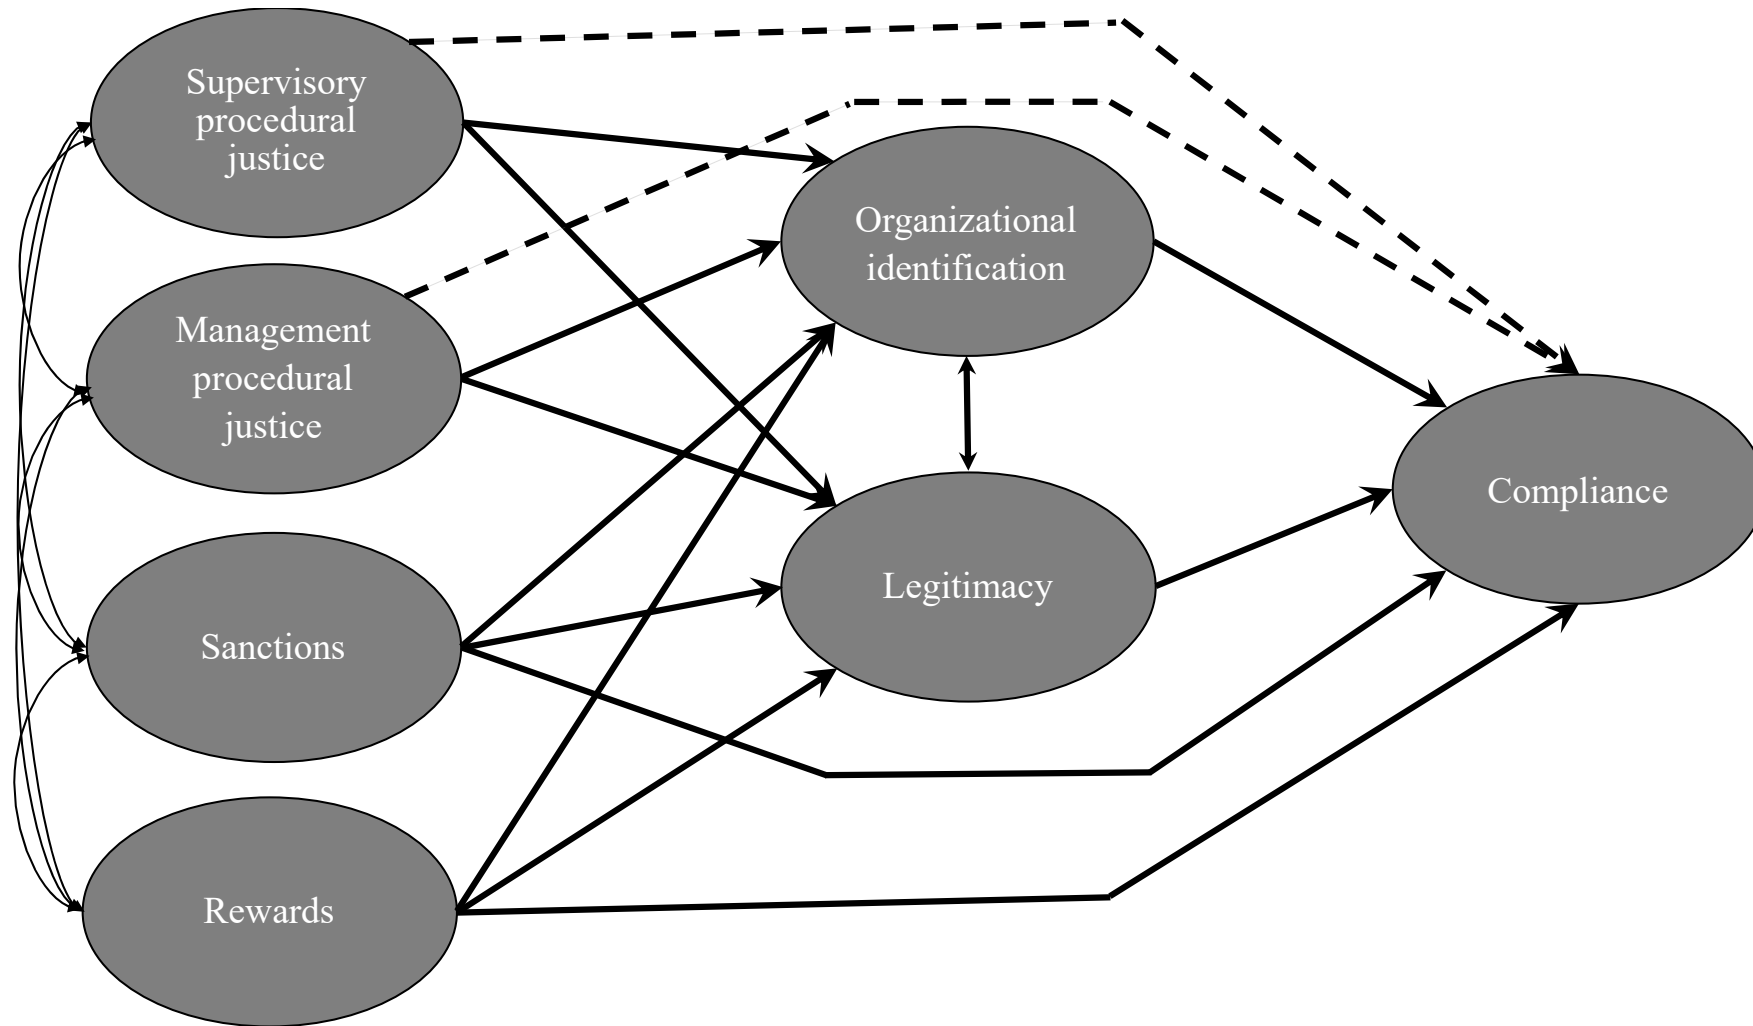 Supervisory
procedural
justice
Organizational
identification
Management
procedural
justice
Compliance
Legitimacy
Sanctions
Rewards